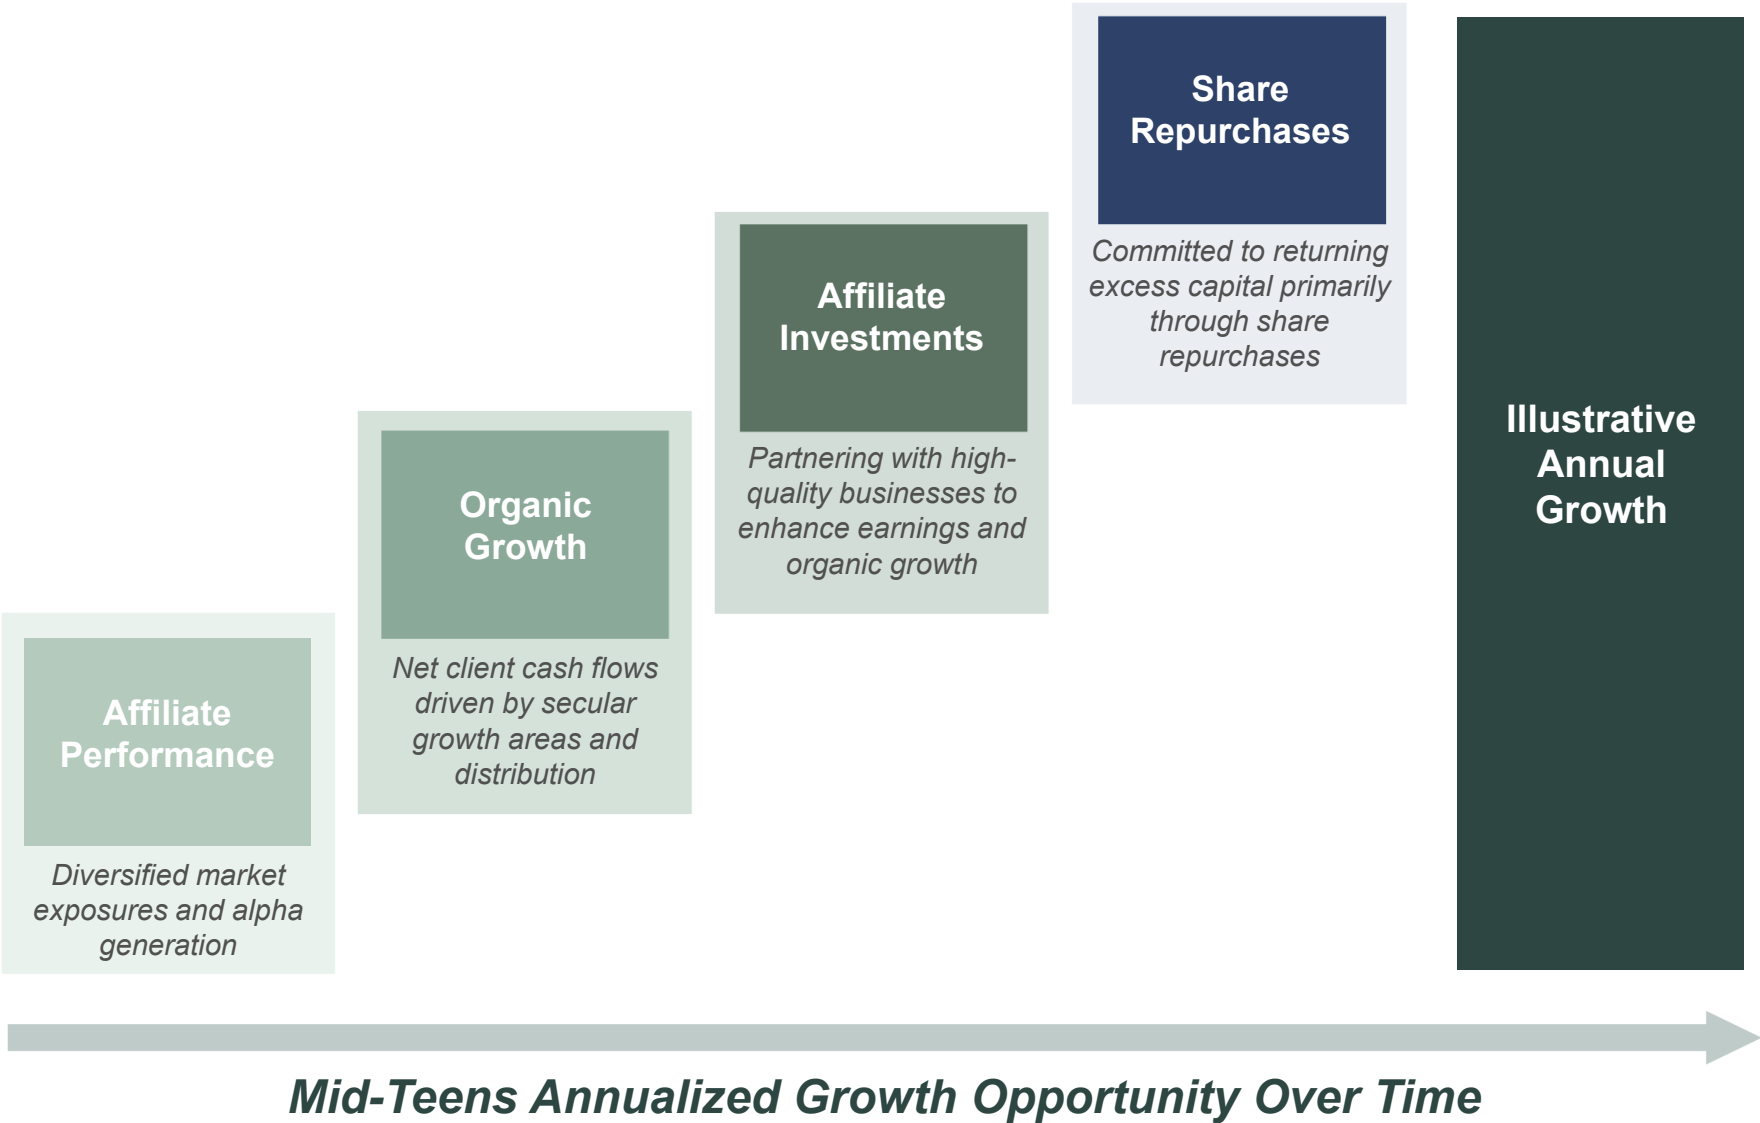 Affiliate
Performance
Diversified market
exposures and alpha
generation
Organic
Growth
Net client cash flows
driven by secular
growth areas and
distribution
Affiliate
Investments
Partnering with high-
quality businesses to
enhance earnings and
organic growth
Share
Repurchases
Committed to returning
excess capital primarily
through share
repurchases
Illustrative
Annual
Growth
Mid-Teens Annualized Growth Opportunity Over Time